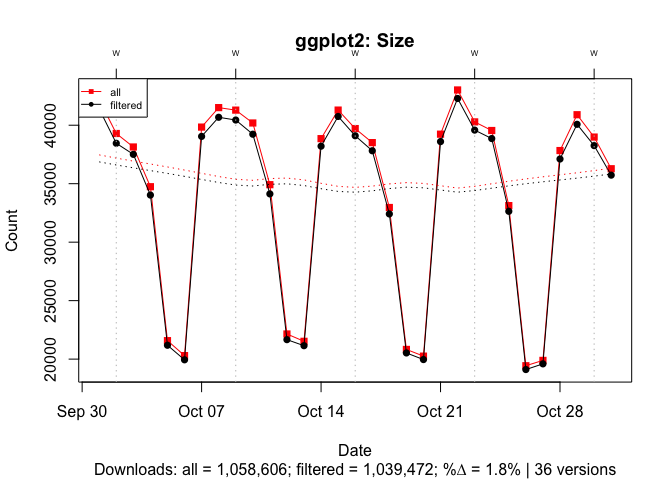 ggplot2: Size
w w w w w
all
filtered
40000
35000
30000
25000
20000
Count
Sep 30 Oct 07 Oct 14 Oct 21 Oct 28
Date
Downloads: all = 1,058,606; filtered = 1,039,472; %Δ = 1.8% | 36 versions